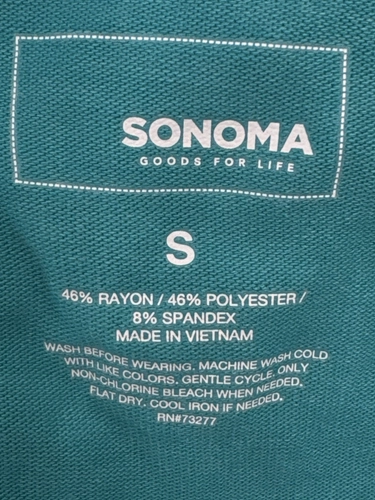 SONOMA
GOODS FOR LIFE
S
46% RAYON / 46% POLYESTER /
8% SPANDEX
MADE IN VIETNAM
WASH BEFORE WEARING. MACHINE WASH COLD
WITH LIKE COLORS. GENTLE CYCLE. ONLY
NON-CHLORINE BLEACH WHEN NEEDED.
FLAT DRY. COOL IRON IF NEEDED.
RN#73277